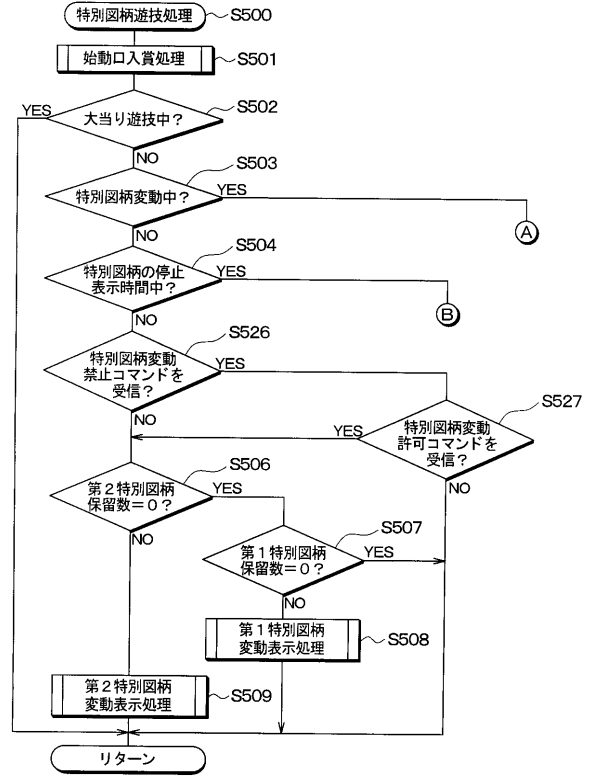 特別図柄遊技処理
S500
始動口入賞処理
S501
大当り遊技中？
S502
YES
NO
特別図柄変動中？
S503
YES
A
NO
特別図柄の停止
表示時間中？
S504
YES
B
NO
特別図柄変動
禁止コマンドを
受信？
S526
YES
NO
特別図柄変動
許可コマンドを
受信？
S527
YES
NO
第２特別図柄
保留数＝０？
S506
YES
NO
第１特別図柄
保留数＝０？
S507
YES
NO
第１特別図柄
変動表示処理
S508
第２特別図柄
変動表示処理
S509
リターン